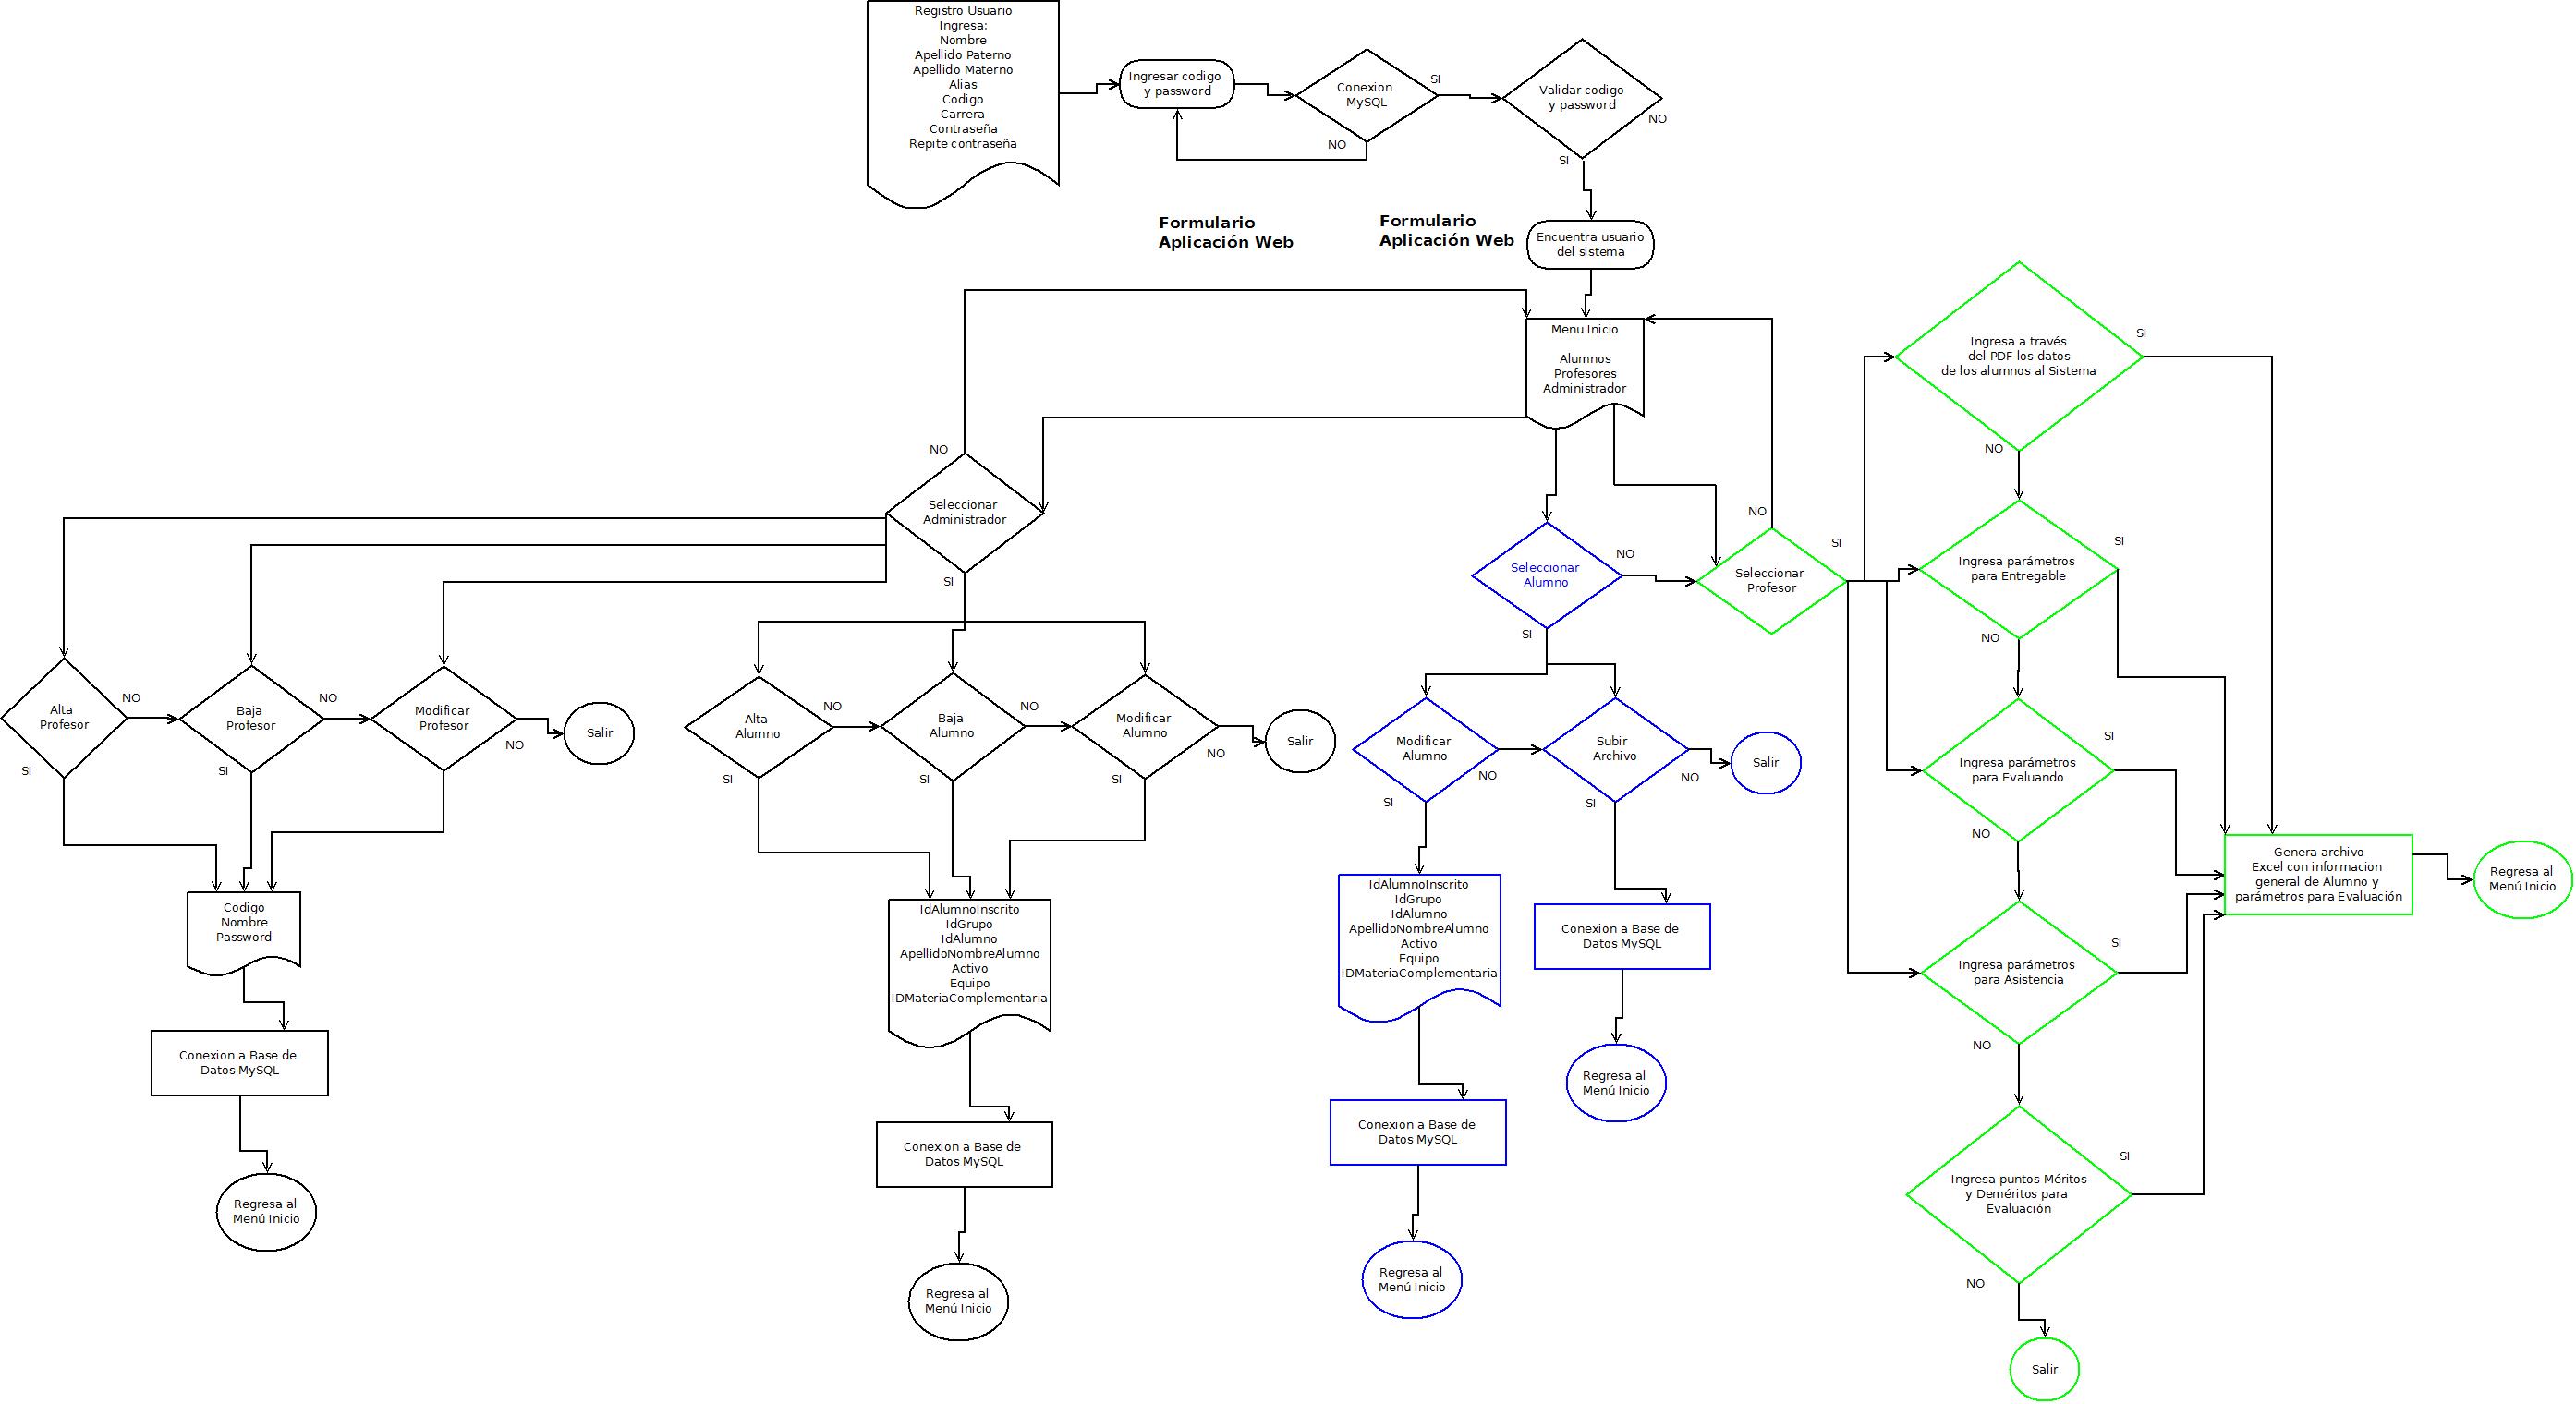 Registro Usuario
Ingresa:
Nombre
Apellido Paterno
Apellido Materno
Alias
Codigo
Carrera
Contraseña
Repite contraseña
Ingresar codigo
y password
Conexion
MySQL
SI
NO
Validar codigo
y password
NO
SI
Formulario
Aplicación Web
Formulario
Aplicación Web
Encuentra usuario
del sistema
Menu Inicio
Alumnos
Profesores
Administrador
NO
Seleccionar
Administrador
SI
Seleccionar
Alumno
NO
SI
NO
Seleccionar
Profesor
SI
Alta
Profesor
NO
SI
Baja
Profesor
NO
SI
Modificar
Profesor
NO
Salir
Codigo
Nombre
Password
Conexion a Base de
Datos MySQL
Regresa al
Menú Inicio
Alta
Alumno
NO
SI
Baja
Alumno
NO
SI
Modificar
Alumno
NO
SI
Salir
IdAlumnoInscrito
IdGrupo
IdAlumno
ApellidoNombreAlumno
Activo
Equipo
IDMateriaComplementaria
Conexion a Base de
Datos MySQL
Regresa al
Menú Inicio
Modificar
Alumno
NO
SI
Subir
Archivo
NO
SI
Salir
IdAlumnoInscrito
IdGrupo
IdAlumno
ApellidoNombreAlumno
Activo
Equipo
IDMateriaComplementaria
Conexion a Base de
Datos MySQL
Regresa al
Menú Inicio
Conexion a Base de
Datos MySQL
Regresa al
Menú Inicio
Ingresa a través
del PDF los datos
de los alumnos al Sistema
SI
NO
Ingresa parámetros
para Entregable
SI
NO
Ingresa parámetros
para Evaluando
SI
NO
Ingresa parámetros
para Asistencia
SI
NO
Ingresa puntos Méritos
y Deméritos para
Evaluación
SI
NO
Salir
Genera archivo
Excel con informacion
general de Alumno y
parámetros para Evaluación
Regresa al
Menú Inicio